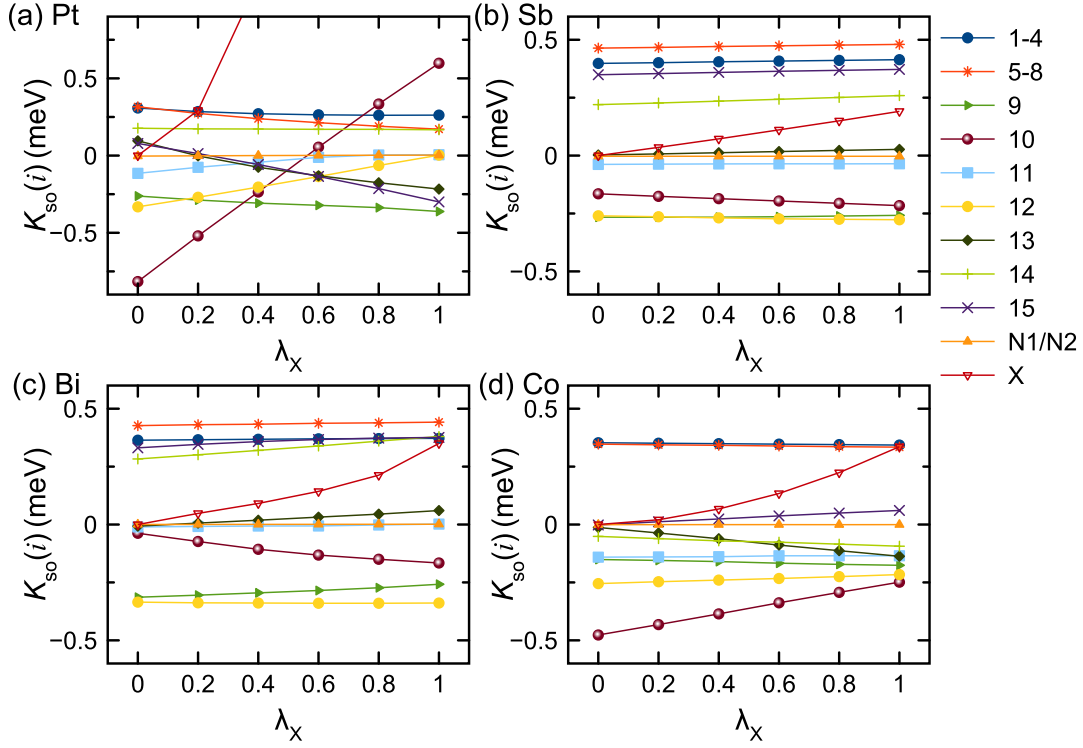 (a) Pt
K_so(i) (meV)
0.5
0
−0.5
0 0.2 0.4 0.6 0.8 1
λ_X
(b) Sb
K_so(i) (meV)
0.5
0
−0.5
0 0.2 0.4 0.6 0.8 1
λ_X
1-4
5-8
9
10
11
12
13
14
15
N1/N2
X
(c) Bi
K_so(i) (meV)
0.5
0
−0.5
0 0.2 0.4 0.6 0.8 1
λ_X
(d) Co
K_so(i) (meV)
0.5
0
−0.5
0 0.2 0.4 0.6 0.8 1
λ_X